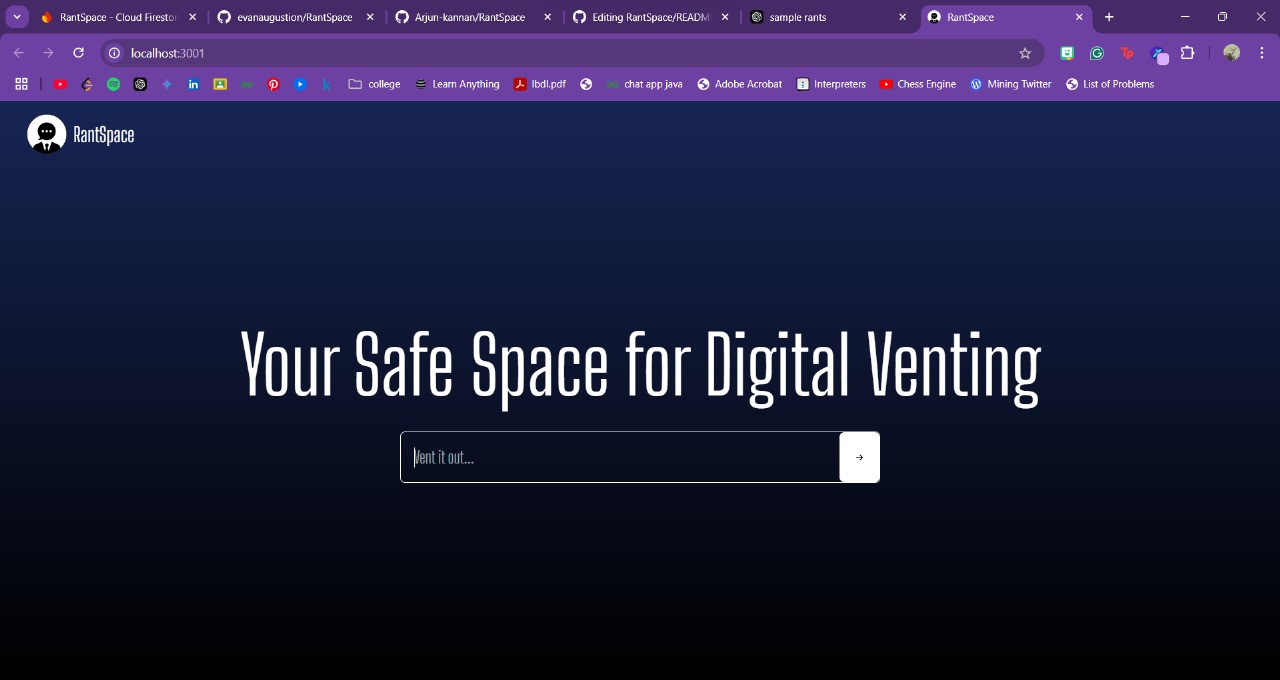 RantSpace - Cloud Firestor
evanaugustion/RantSpace
Arjun-kannan/RantSpace
Editing RantSpace/READM
sample rants
RantSpace
localhost:3001
college
Learn Anything
lbdl.pdf
chat app java
Adobe Acrobat
Interpreters
Chess Engine
Mining Twitter
List of Problems
RantSpace
Your Safe Space for Digital Venting
Vent it out...